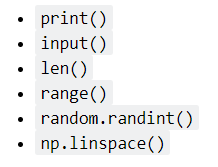 print()
input()
len()
range()
random.randint()
np.linspace()